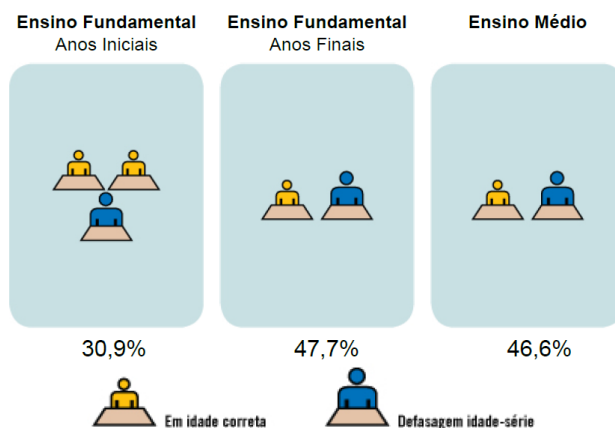 Ensino Fundamental
Anos Iniciais
Ensino Fundamental
Anos Finais
Ensino Médio
30,9%
47,7%
46,6%
Em idade correta
Defasagem idade-série